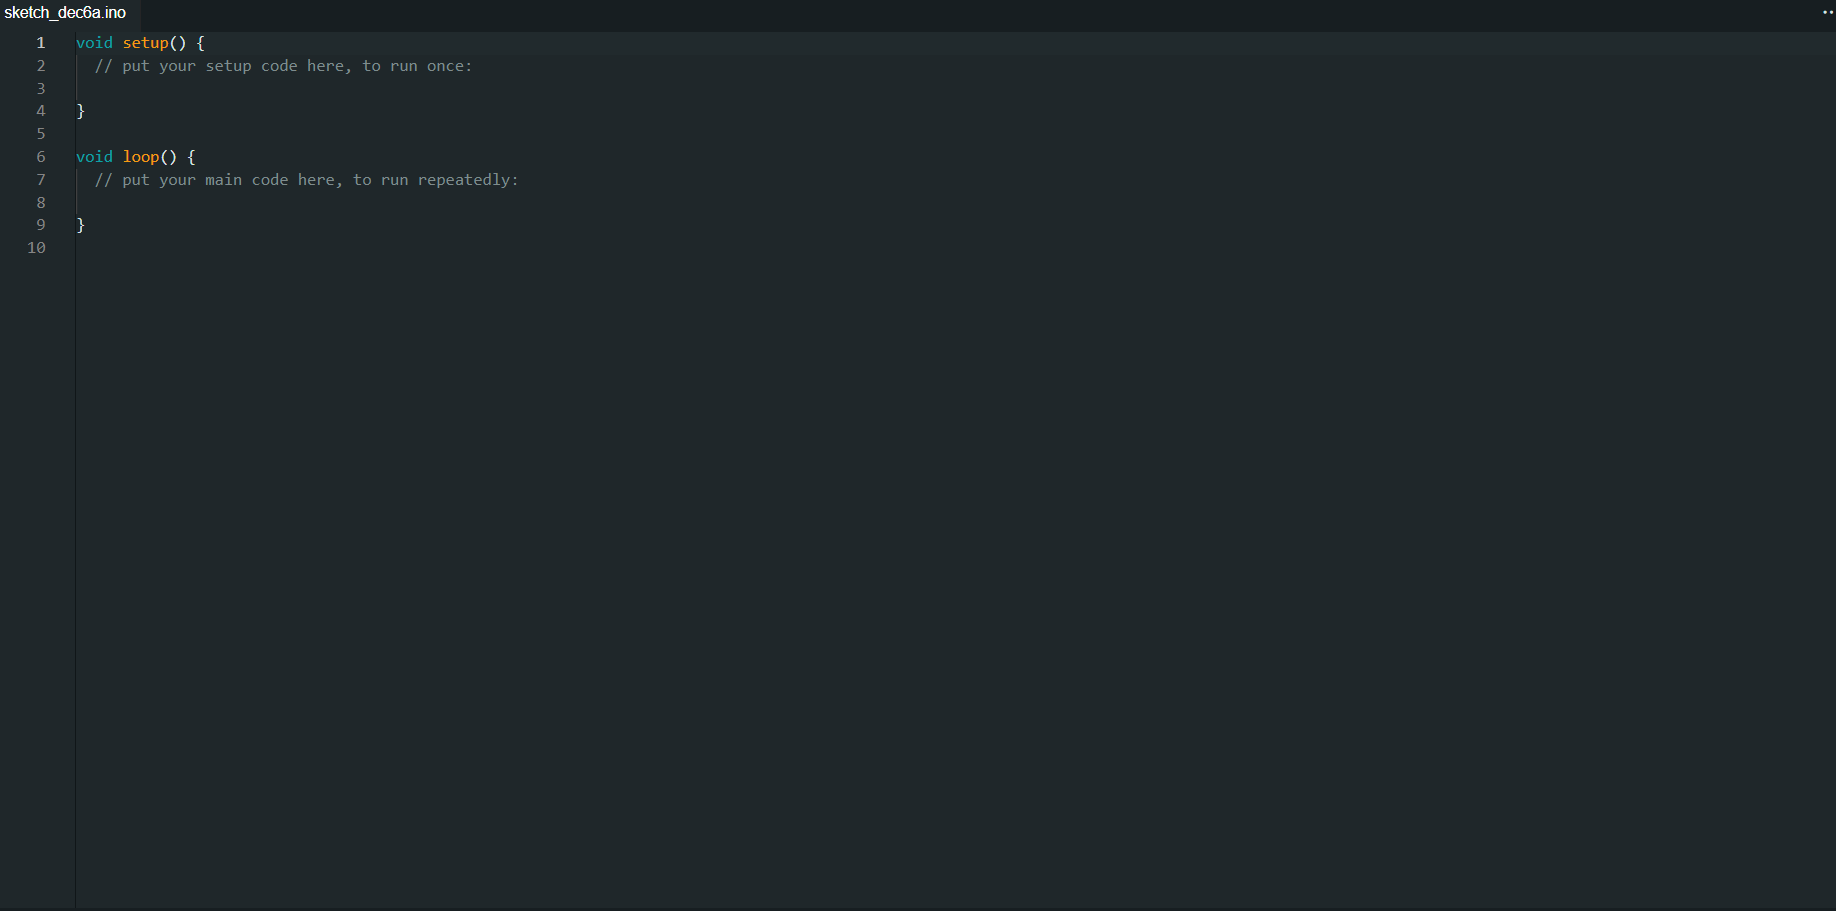 sketch_dec6a.ino
1 void setup() {
2 // put your setup code here, to run once:
3
4 }
5
6 void loop() {
7 // put your main code here, to run repeatedly:
8
9 }
10